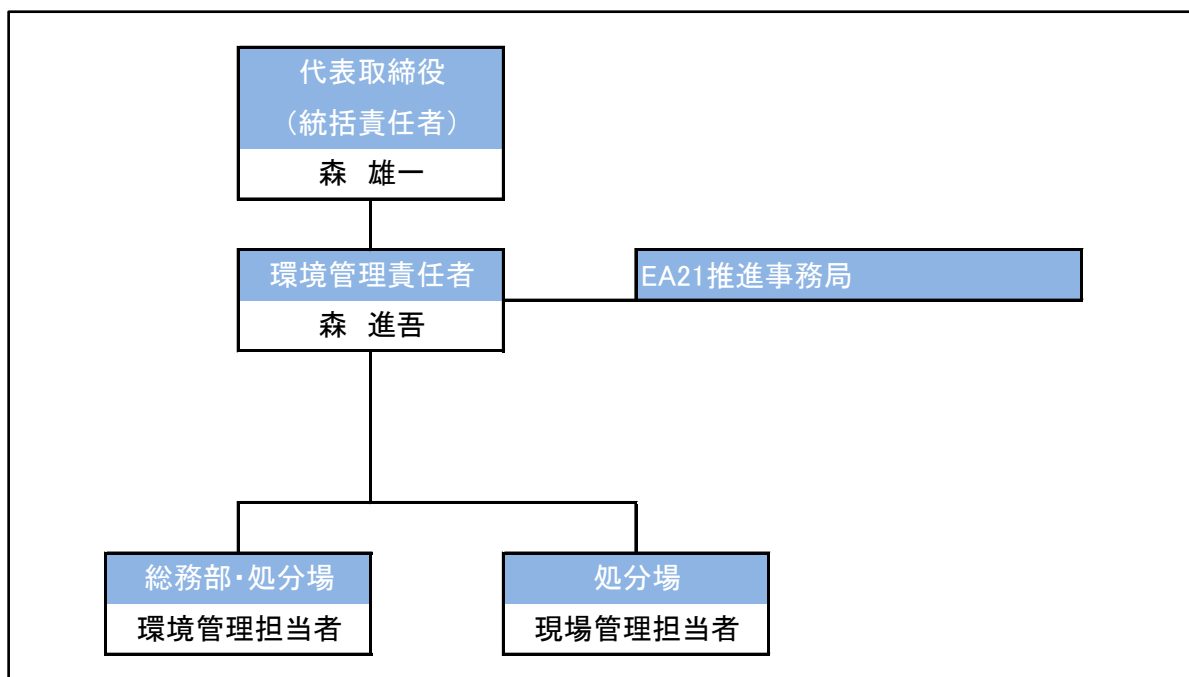 代表取締役
（統括責任者）
森　雄一
環境管理責任者
EA21推進事務局
森　進吾
総務部・処分場
処分場
環境管理担当者
現場管理担当者